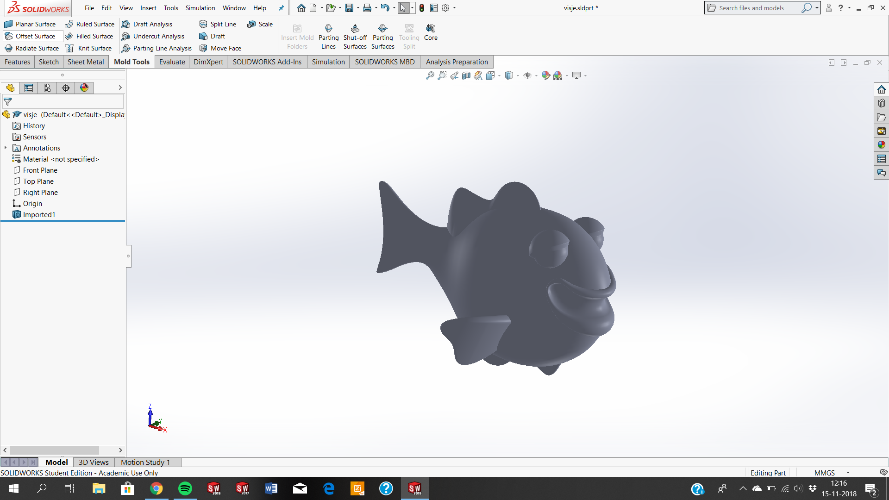 SOLIDWORKS File Edit View Insert Tools Simulation Window Help visje.sldprt * Search files and models
Planar Surface Ruled Surface Draft Analysis Split Line Scale
Offset Surface Filled Surface Undercut Analysis Draft
Radiate Surface Knit Surface Parting Line Analysis Move Face
Insert Mold Folders
Parting Lines
Shut-off Surfaces
Parting Surfaces
Tooling Split
Core
Features Sketch Sheet Metal Mold Tools Evaluate DimXpert SOLIDWORKS Add-Ins Simulation SOLIDWORKS MBD Analysis Preparation
visje (Default<<Default>_Displa
History
Sensors
Annotations
Material <not specified>
Front Plane
Top Plane
Right Plane
Origin
Imported1
Model 3D Views Motion Study 1
SOLIDWORKS Student Edition - Academic Use Only Editing Part MMGS
12:16
15-11-2018